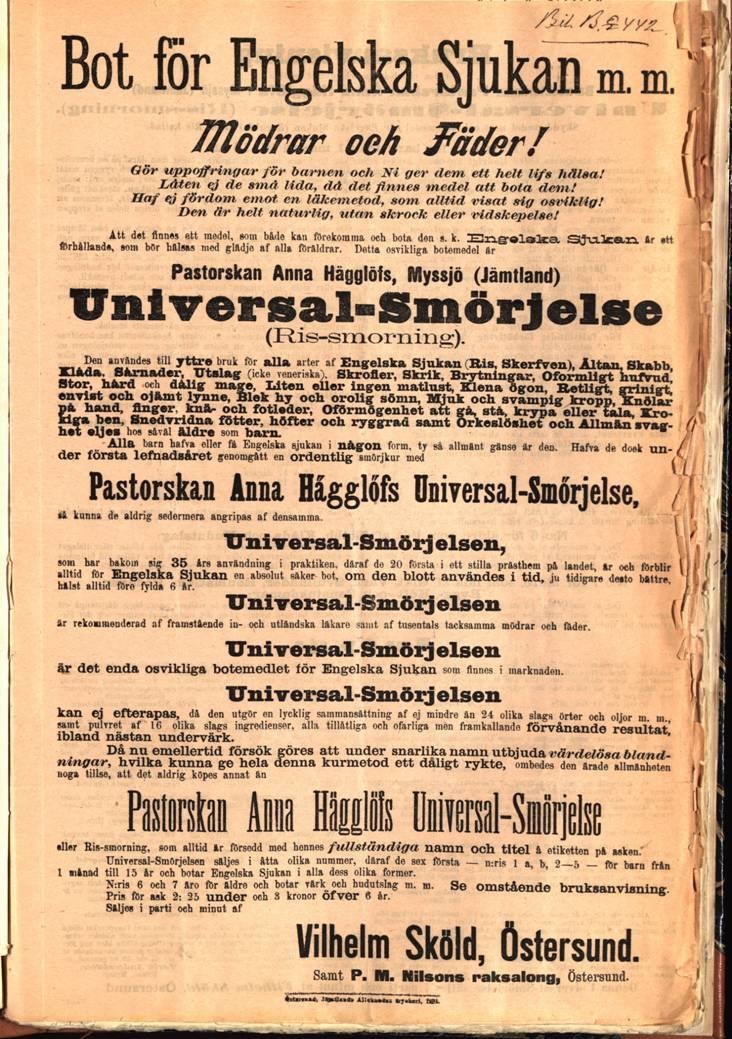 Bil. B. 442
Bot för Engelska Sjukan m. m.
Mödrar och Fäder!
Gör uppoffringar för barnen och Ni ger dem ett helt lifs hälsa!
Låten ej de små lida, då det finnes medel att bota dem!
Haf ej fördom emot en läkemetod, som alltid visat sig osviklig!
Den är helt naturlig, utan skrock eller vidskepelse!
Att det finnes ett medel, som både kan förekomma och bota den s. k. Engelska Sjukan är ett
förhållande, som bör hälsas med glädje af alla föräldrar. Detta osvikliga botemedel är
Pastorskan Anna Hägglöfs, Myssjö (Jämtland)
Universal-Smörjelse
(Ris-smorning).
Den användes till yttre bruk för alla arter af Engelska Sjukan (Ris, Skerfven), Ältan, Skabb,
Klåda, Sårnader, Utslag (icke veneriska). Skrofler, Skrik, Brytningar, Oformligt hufvud,
Stor, hård och dålig mage, Liten eller ingen matlust, Klena ögon, Retligt, grinigt,
envist och ojämt lynne, Blek hy och orolig sömn, Mjuk och svampig kropp, Knölar
på hand, finger, knä- och fotleder, Oförmögenhet att gå, stå, krypa eller tala, Kro-
kiga ben, Snedvridna fötter, höfter och ryggrad samt Orkeslöshet och Allmän svag-
het eljes hos såväl äldre som barn.
Alla barn hafva eller få Engelska sjukan i någon form, ty så allmänt gänse är den. Hafva de dock un-
der första lefnadsåret genomgått en ordentlig smörjkur med
Pastorskan Anna Hägglöfs Universal-Smörjelse,
så kunna de aldrig sedermera angripas af densamma.
Universal-Smörjelsen,
som har bakom sig 35 års användning i praktiken, däraf de 20 första i ett stilla prästhem på landet, är och förblir
alltid för Engelska Sjukan en absolut säker bot, om den blott användes i tid, ju tidigare desto bättre,
hälst alltid före fylda 6 år.
Universal-Smörjelsen
är rekommenderad af framstående in- och utländska läkare samt af tusentals tacksamma mödrar och fäder.
Universal-Smörjelsen
är det enda osvikliga botemedlet för Engelska Sjukan som finnes i marknaden.
Universal-Smörjelsen
kan ej efterapas, då den utgör en lycklig sammansättning af ej mindre än 24 olika slags örter och oljor m. m.,
samt pulvret af 16 olika slags ingredienser, alla tillåtliga och ofarliga men framkallande förvånande resultat,
ibland nästan undervärk.
Då nu emellertid försök göres att under snarlika namn utbjuda värdelösa bland-
ningar, hvilka kunna ge hela denna kurmetod ett dåligt rykte, ombedes den ärade allmänheten
noga tillse, att det aldrig köpes annat än
Pastorskan Anna Hägglöfs Universal-Smörjelse
eller Ris-smorning, som alltid är försedd med hennes fullständiga namn och titel å etiketten på asken.
Universal-Smörjelsen säljes i åtta olika nummer, däraf de sex första — n:ris 1 a, b, 2—5 — för barn från
1 månad till 15 år och botar Engelska Sjukan i alla dess olika former.
N:ris 6 och 7 äro för äldre och botar värk och hudutslag m. m. Se omstående bruksanvisning.
Pris för ask 2: 25 under och 3 kronor öfver 6 år.
Säljes i parti och minut af
Vilhelm Sköld, Östersund.
Samt P. M. Nilsons raksalong, Östersund.
Östersund, Jämtlands Allehandas tryckeri,